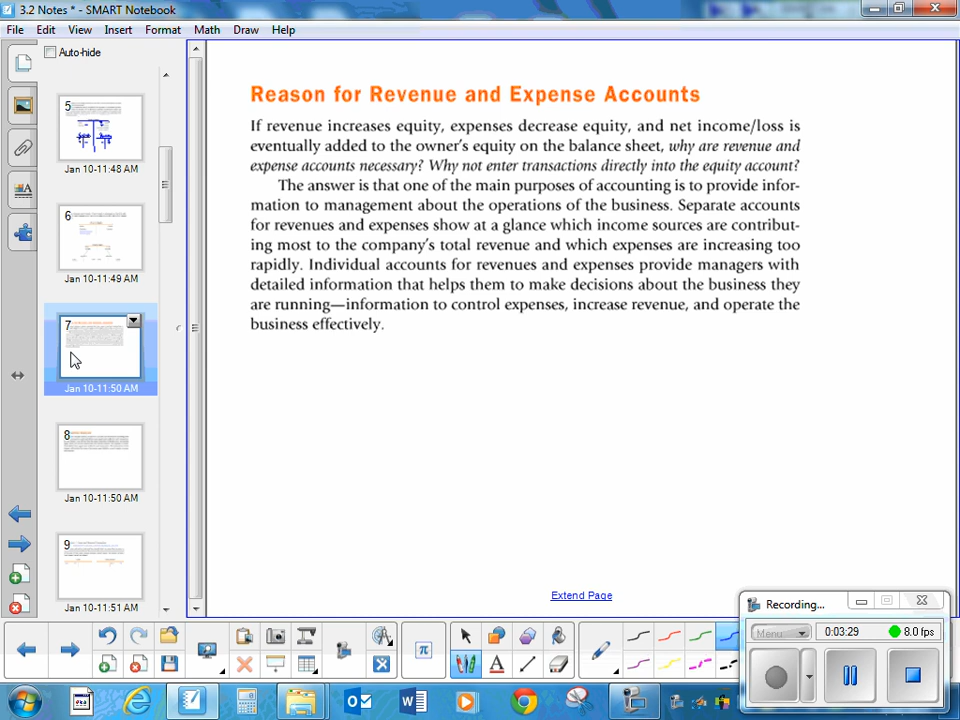 3.2 Notes * - SMART Notebook
File Edit View Insert Format Math Draw Help
Auto-hide
5
Jan 10-11:48 AM
6
Jan 10-11:49 AM
7
Jan 10-11:50 AM
8
Jan 10-11:50 AM
9
Jan 10-11:51 AM
Reason for Revenue and Expense Accounts
If revenue increases equity, expenses decrease equity, and net income/loss is
eventually added to the owner's equity on the balance sheet, why are revenue and
expense accounts necessary? Why not enter transactions directly into the equity account?
The answer is that one of the main purposes of accounting is to provide infor-
mation to management about the operations of the business. Separate accounts
for revenues and expenses show at a glance which income sources are contribut-
ing most to the company's total revenue and which expenses are increasing too
rapidly. Individual accounts for revenues and expenses provide managers with
detailed information that helps them to make decisions about the business they
are running—information to control expenses, increase revenue, and operate the
business effectively.
Extend Page
Recording...
Menu 0:03:29 8.0 fps